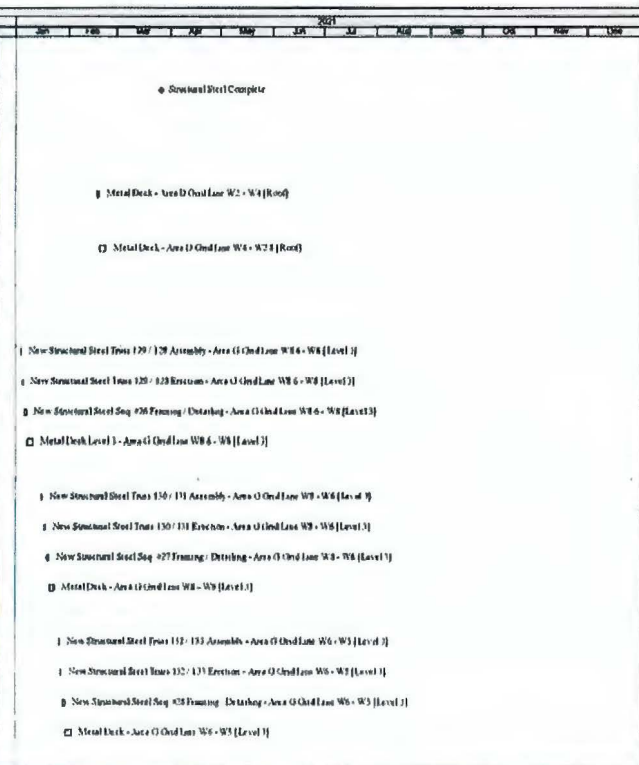 2021
Jan Feb Mar Apr May Jun Jul Aug Sep Oct Nov Dec
Structural Steel Complete
Metal Deck - Area D Grid Line W2 - W4 [Roof]
Metal Deck - Area D Grid Line [Roof]
New Structural Steel Truss 129 / 128 Assembly - Area G Grid Line W8 6 - W8 [Level 3]
New Structural Steel Truss 129 / 128 Erection - Area G Grid Line W8 6 - W8 [Level 3]
New Structural Steel Seq #26 Framing / Detailing - Area G Grid Line W8 6 - W8 [Level 3]
Metal Deck Level 3 - Area G Grid Line W8 6 - W8 [Level 3]
New Structural Steel Truss 130 / 131 Assembly - Area G Grid Line W8 - W6 [Level 3]
New Structural Steel Truss 130 / 131 Erection - Area G Grid Line W8 - W6 [Level 3]
New Structural Steel Seq #27 Framing / Detailing - Area G Grid Line W8 - W6 [Level 3]
Metal Deck - Area G Grid Line W8 - W6 [Level 3]
New Structural Steel Truss 132 / 133 Assembly - Area G Grid Line W6 - W5 [Level 3]
New Structural Steel Truss 132 / 133 Erection - Area G Grid Line W6 - W5 [Level 3]
New Structural Steel Seq #28 Framing / Detailing - Area G Grid Line W6 - W5 [Level 3]
Metal Deck - Area G Grid Line W6 - W5 [Level 3]